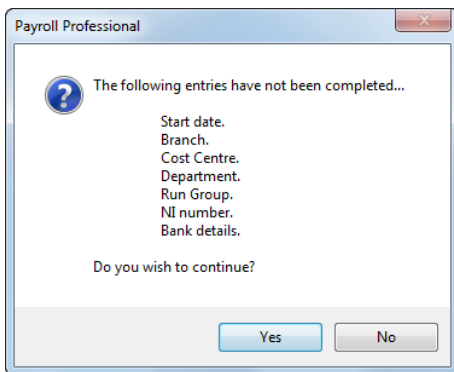 Payroll Professional
The following entries have not been completed...
Start date.
Branch.
Cost Centre.
Department.
Run Group.
NI number.
Bank details.
Do you wish to continue?
Yes
No